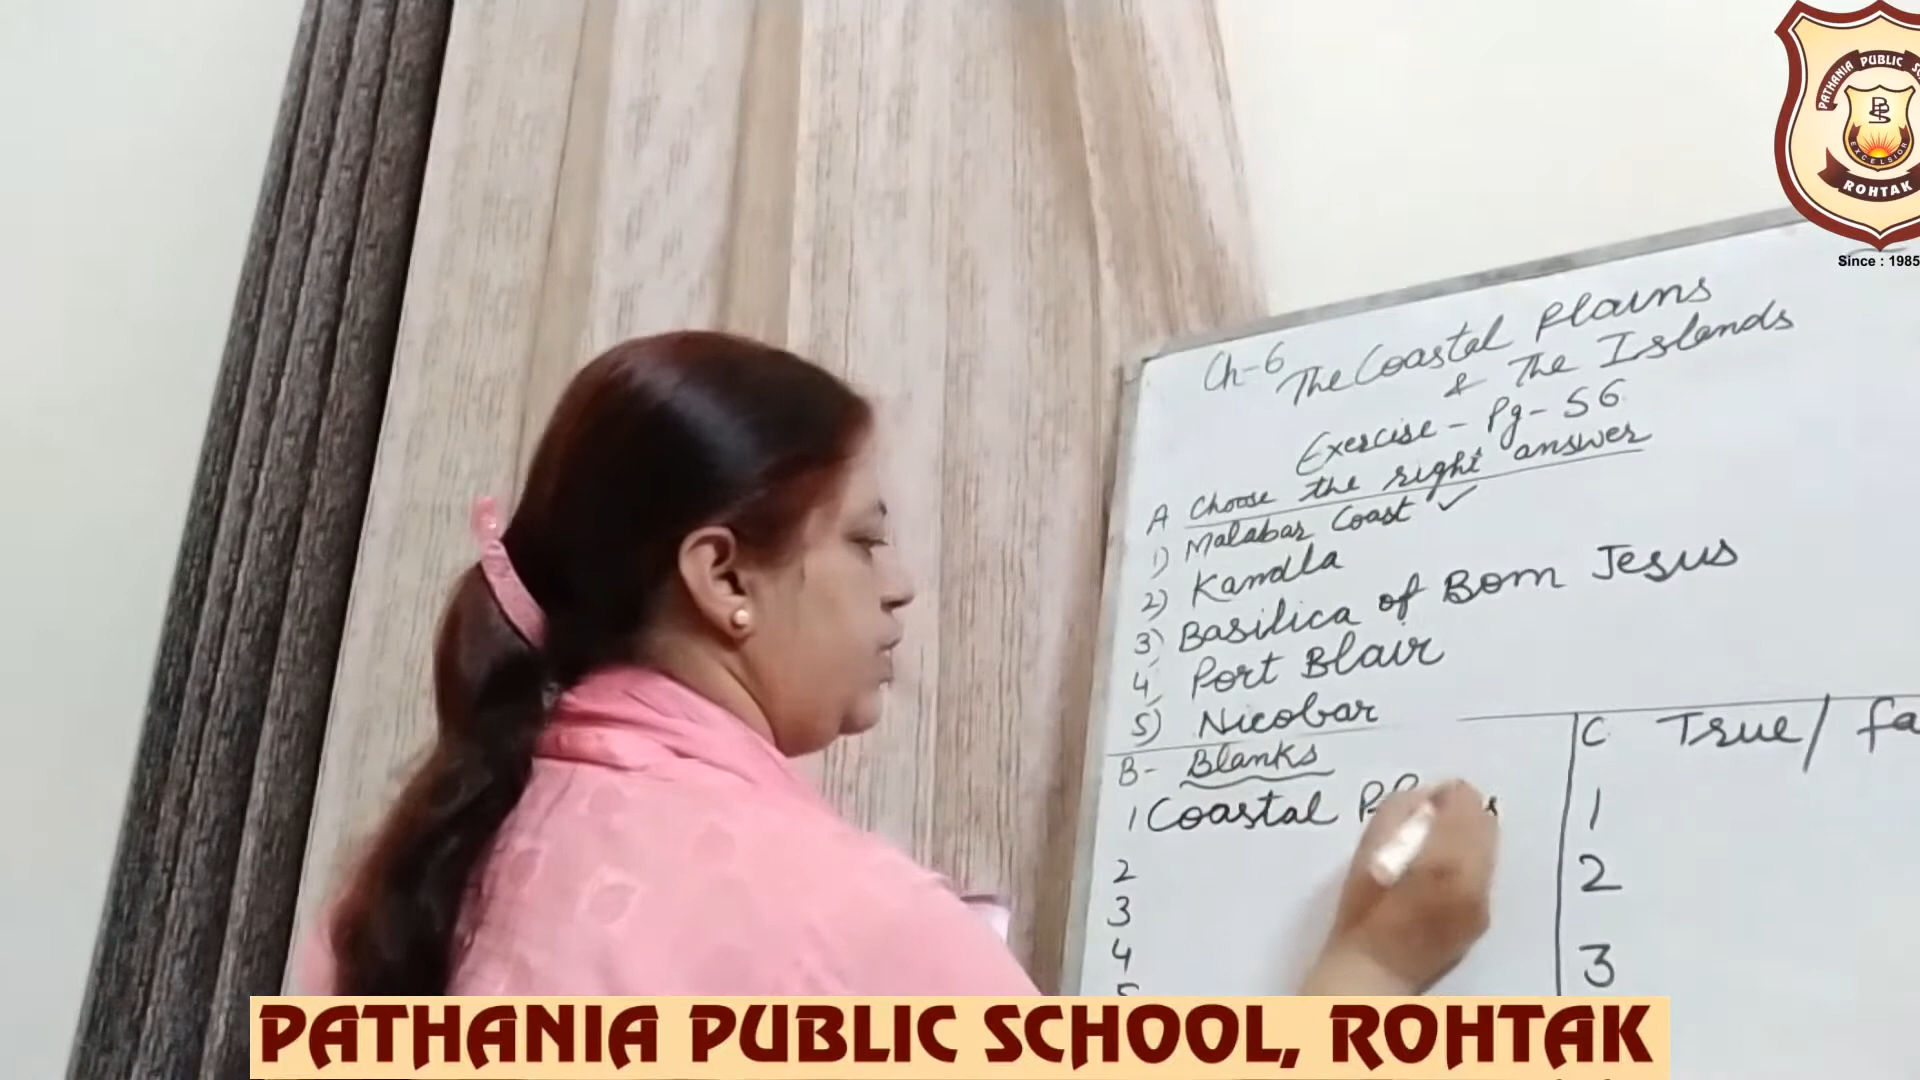 PATHANIA PUBLIC
EXCELSIOR
ROHTAK
Since : 1985
Ch-6 The Coastal Plains
& The Islands
Exercise - Pg - 56
A Choose the right answer
1) Malabar Coast ✓
2) Kandla
3) Basilica of Bom Jesus
4) Port Blair
5) Nicobar
B- Blanks
1 Coastal
2
3
4
5
C True/
1
2
3
PATHANIA PUBLIC SCHOOL, ROHTAK